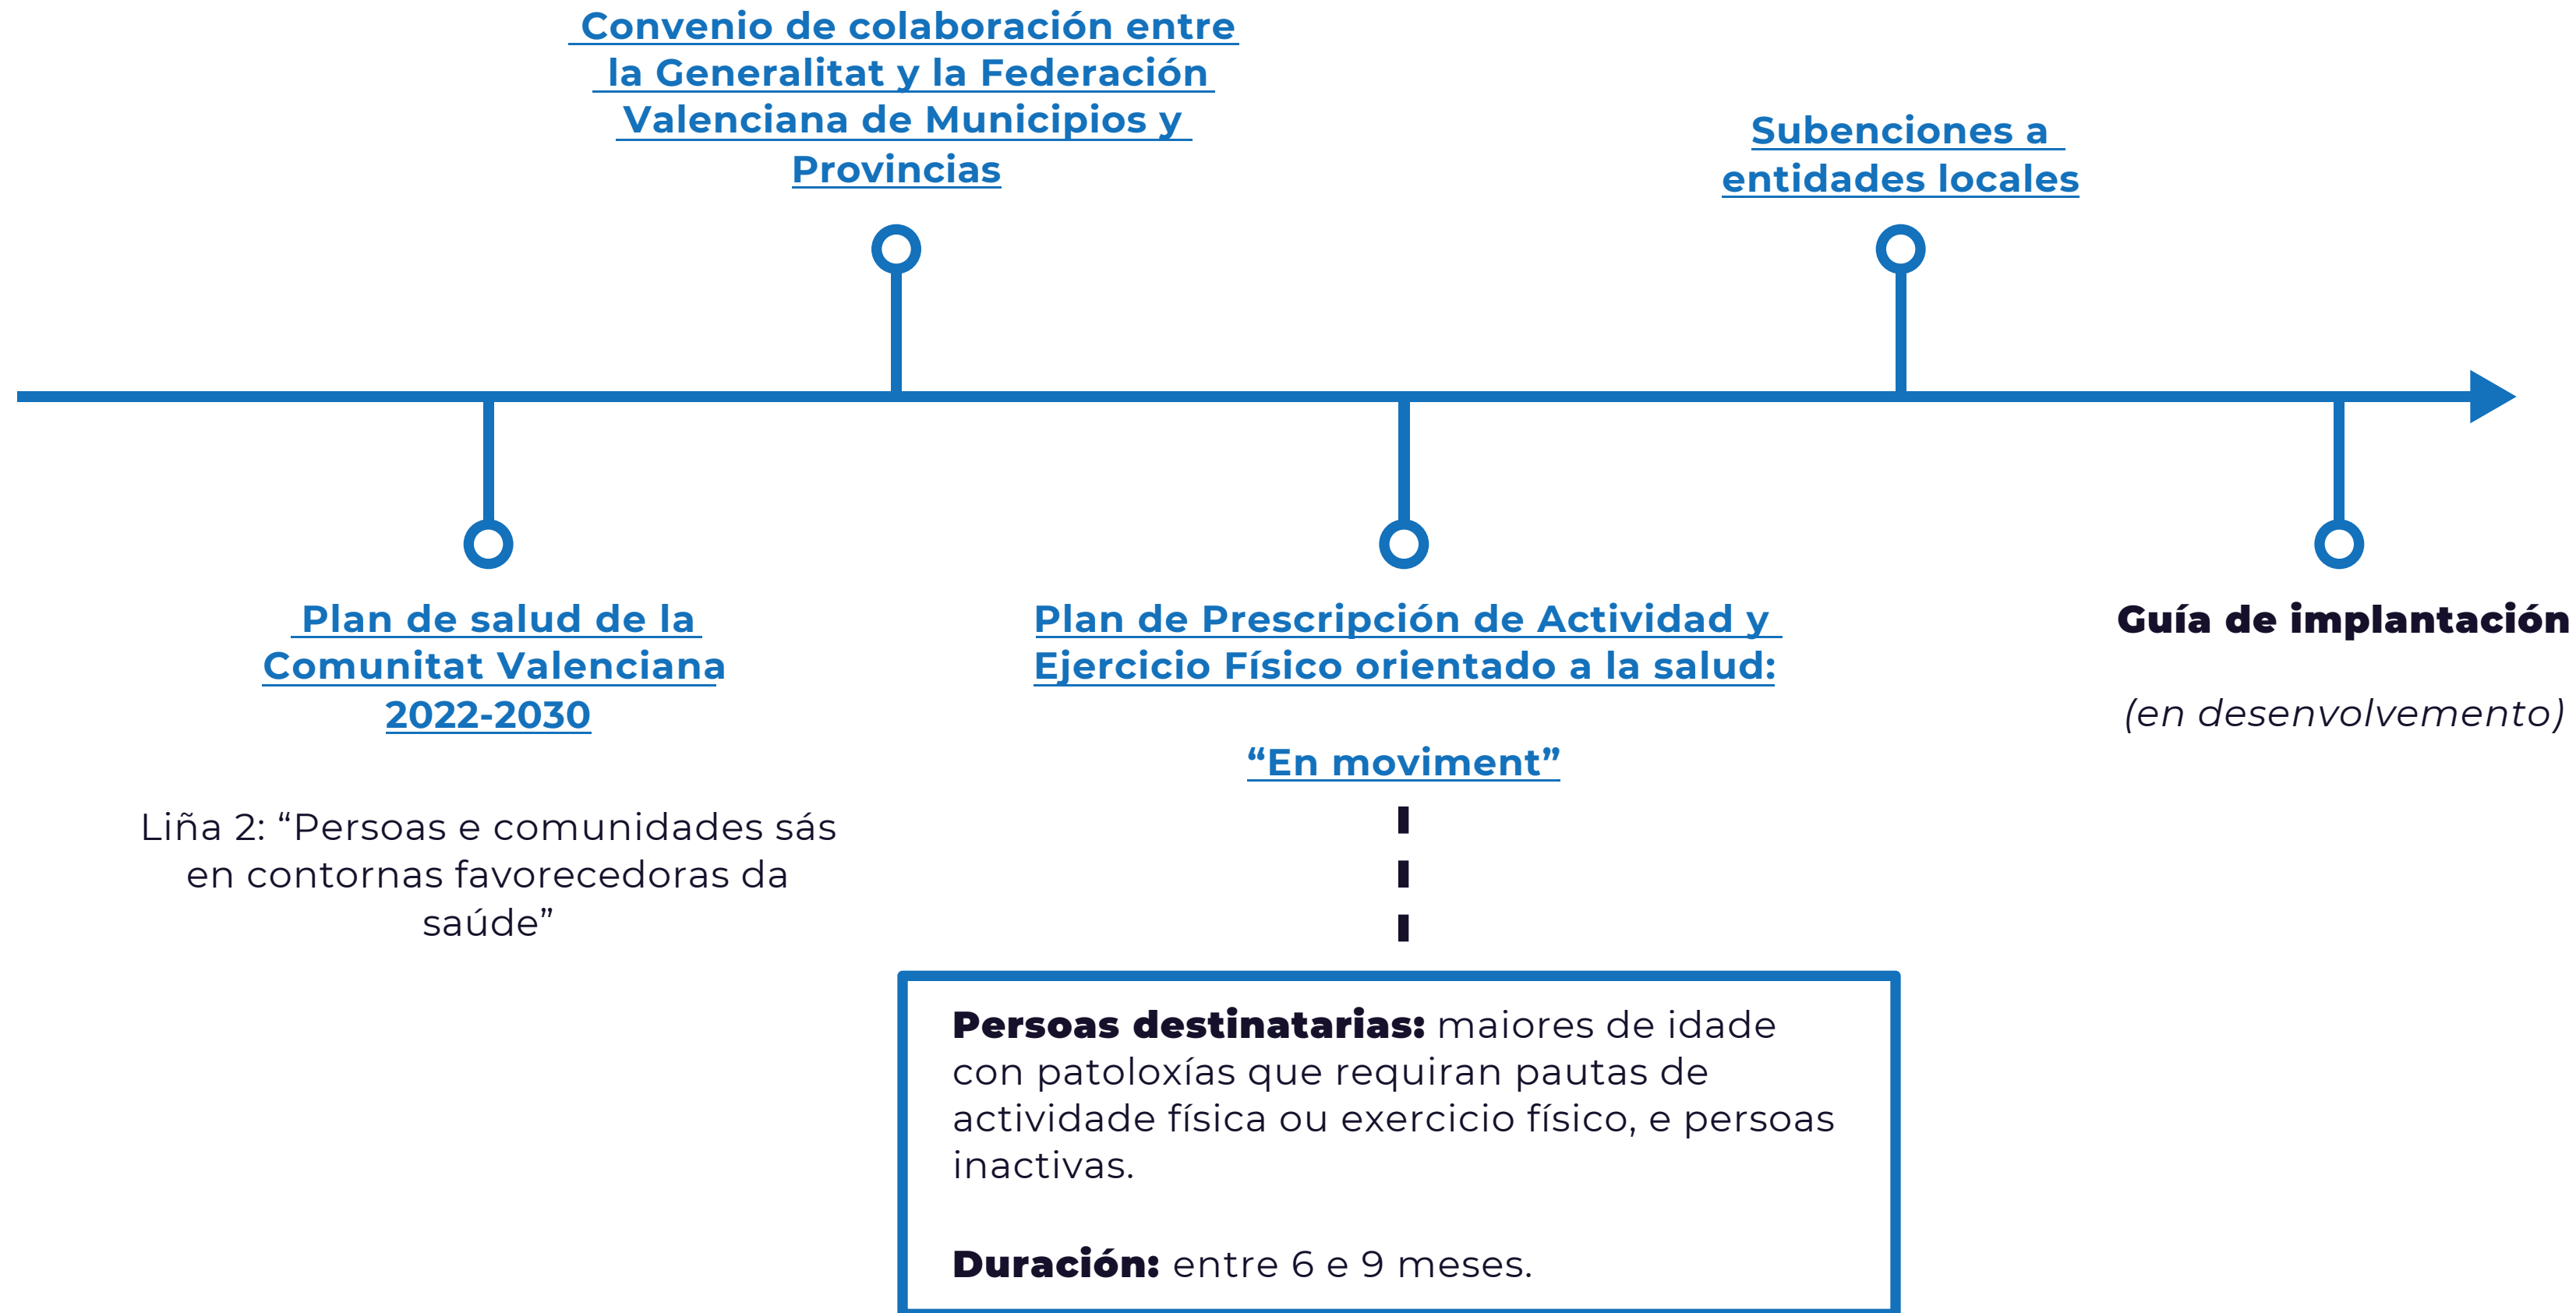 Convenio de colaboración entre
la Generalitat y la Federación
Valenciana de Municipios y
Provincias
Subenciones a
entidades locales
Plan de salud de la
Comunitat Valenciana
2022-2030
Liña 2: “Persoas e comunidades sás
en contornas favorecedoras da
saúde”
Plan de Prescripción de Actividad y
Ejercicio Físico orientado a la salud:
“En moviment”
Guía de implantación
(en desenvolvemento)
Persoas destinatarias: maiores de idade
con patoloxías que requiran pautas de
actividade física ou exercicio físico, e persoas
inactivas.
Duración: entre 6 e 9 meses.